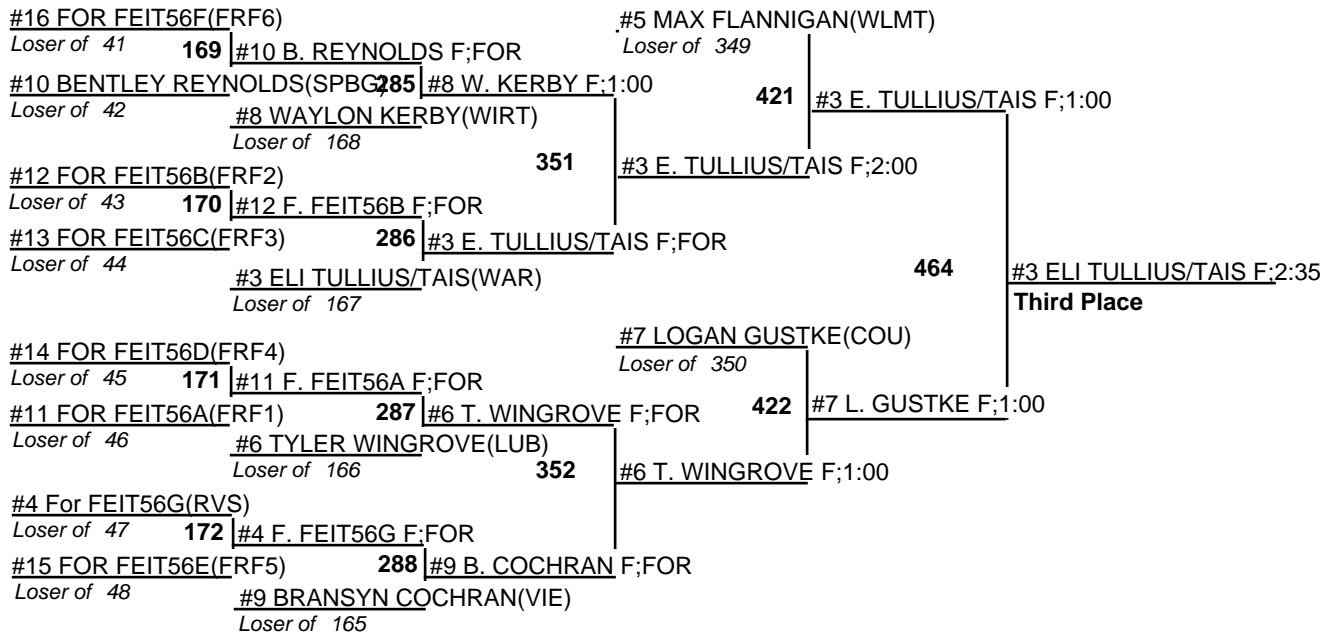 #16 FOR FEIT56F(FRF6)
Loser of 41
169
#10 B. REYNOLDS F;FOR
#10 BENTLEY REYNOLDS(SPBG)
Loser of 42
285
#8 W. KERBY F;1:00
#8 WAYLON KERBY(WIRT)
Loser of 168
351
#3 E. TULLIUS/TAIS F;2:00
#12 FOR FEIT56B(FRF2)
Loser of 43
170
#12 F. FEIT56B F;FOR
#13 FOR FEIT56C(FRF3)
Loser of 44
286
#3 E. TULLIUS/TAIS F;FOR
#3 ELI TULLIUS/TAIS(WAR)
Loser of 167
#5 MAX FLANNIGAN(WLMT)
Loser of 349
421
#3 E. TULLIUS/TAIS F;1:00
464
#3 ELI TULLIUS/TAIS F;2:35
Third Place
#14 FOR FEIT56D(FRF4)
Loser of 45
171
#11 F. FEIT56A F;FOR
#11 FOR FEIT56A(FRF1)
Loser of 46
287
#6 T. WINGROVE F;FOR
#6 TYLER WINGROVE(LUB)
Loser of 166
352
#6 T. WINGROVE F;1:00
#7 LOGAN GUSTKE(COU)
Loser of 350
422
#7 L. GUSTKE F;1:00
#4 For FEIT56G(RVS)
Loser of 47
172
#4 F. FEIT56G F;FOR
#15 FOR FEIT56E(FRF5)
Loser of 48
288
#9 B. COCHRAN F;FOR
#9 BRANSYN COCHRAN(VIE)
Loser of 165